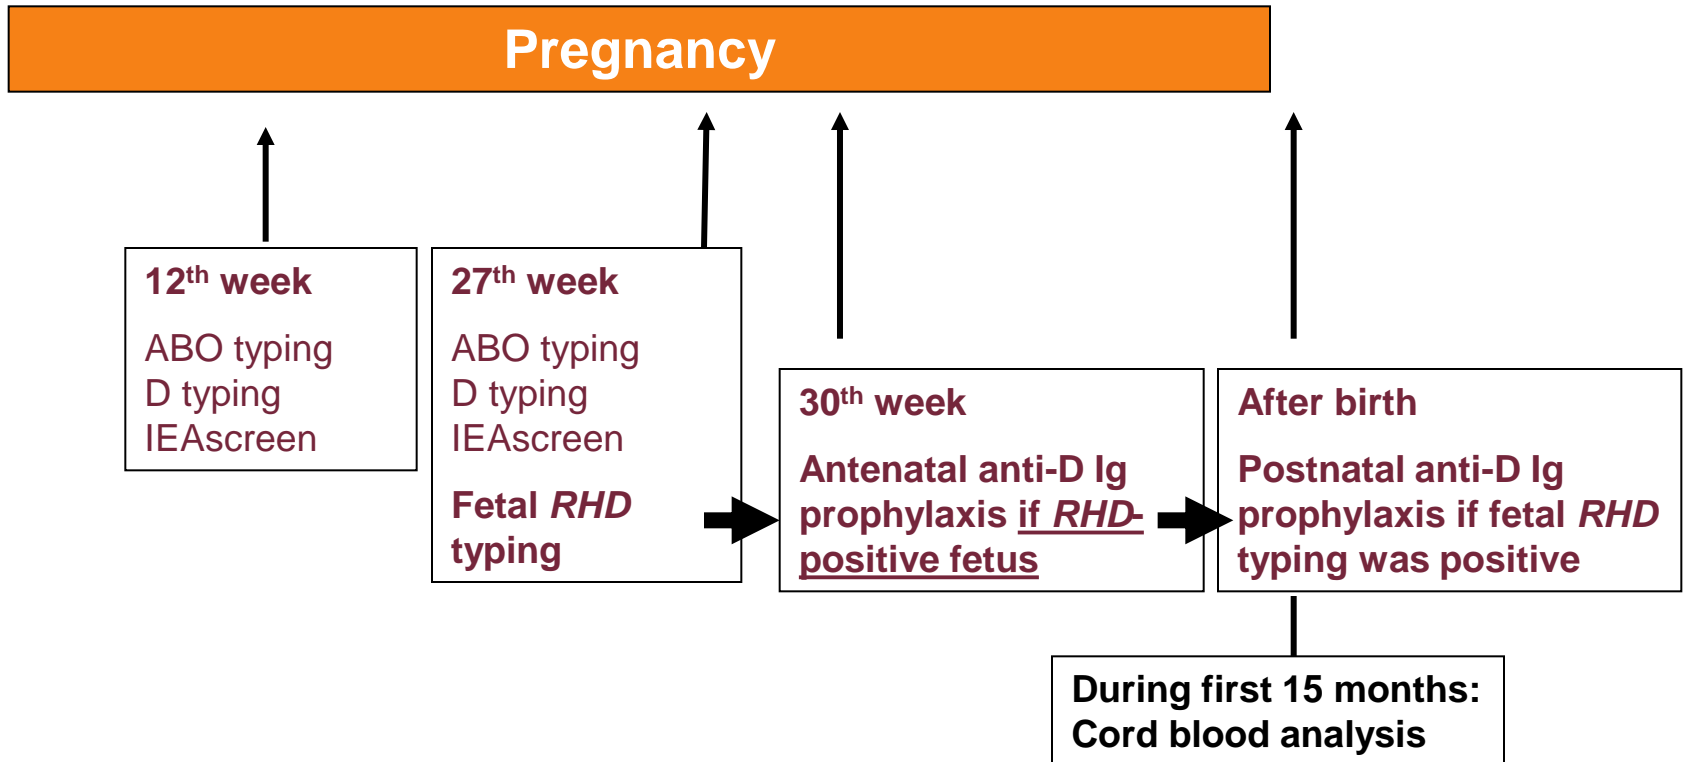 Pregnancy
12th week
ABO typing
D typing
IEAscreen
27th week
ABO typing
D typing
IEAscreen
Fetal RHD
typing
30th week
Antenatal anti-D Ig
prophylaxis if RHD-
positive fetus
After birth
Postnatal anti-D Ig
prophylaxis if fetal RHD
typing was positive
During first 15 months:
Cord blood analysis